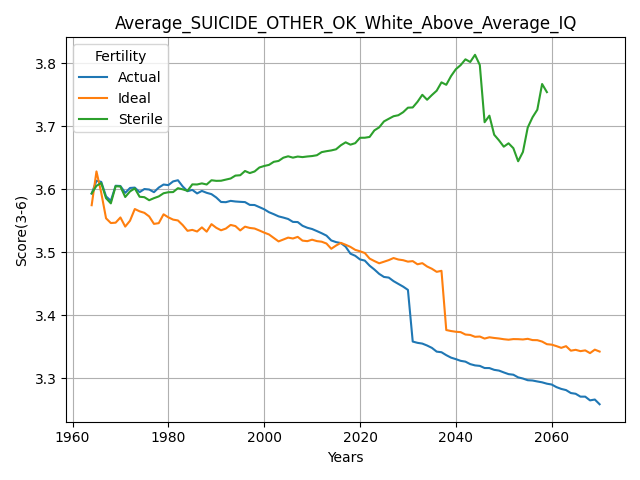 Average_SUICIDE_OTHER_OK_White_Above_Average_IQ
Fertility
Actual
Ideal
Sterile
3.8
3.7
3.6
3.5
3.4
3.3
Score(3-6)
1960
1980
2000
2020
2040
2060
Years